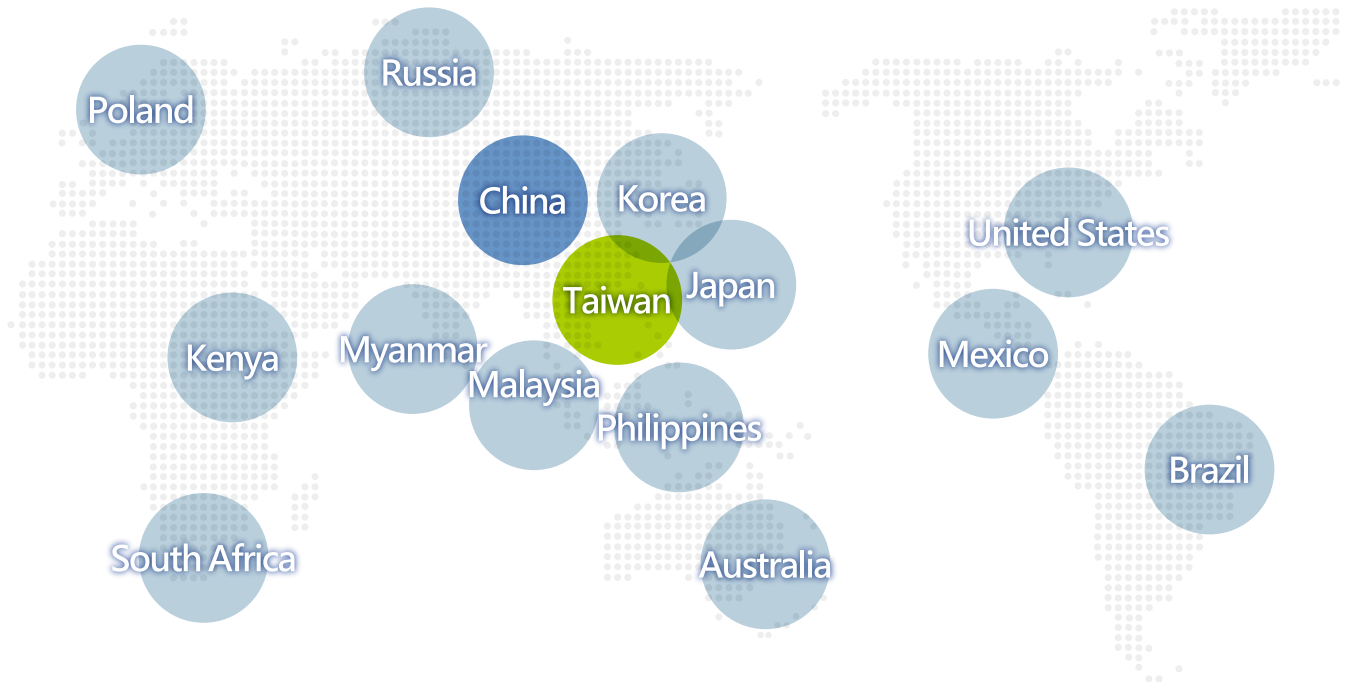 Russia
Poland
China
Korea
United States
Japan
Taiwan
Myanmar
Kenya
Mexico
Malaysia
Philippines
Brazil
South Africa
Australia